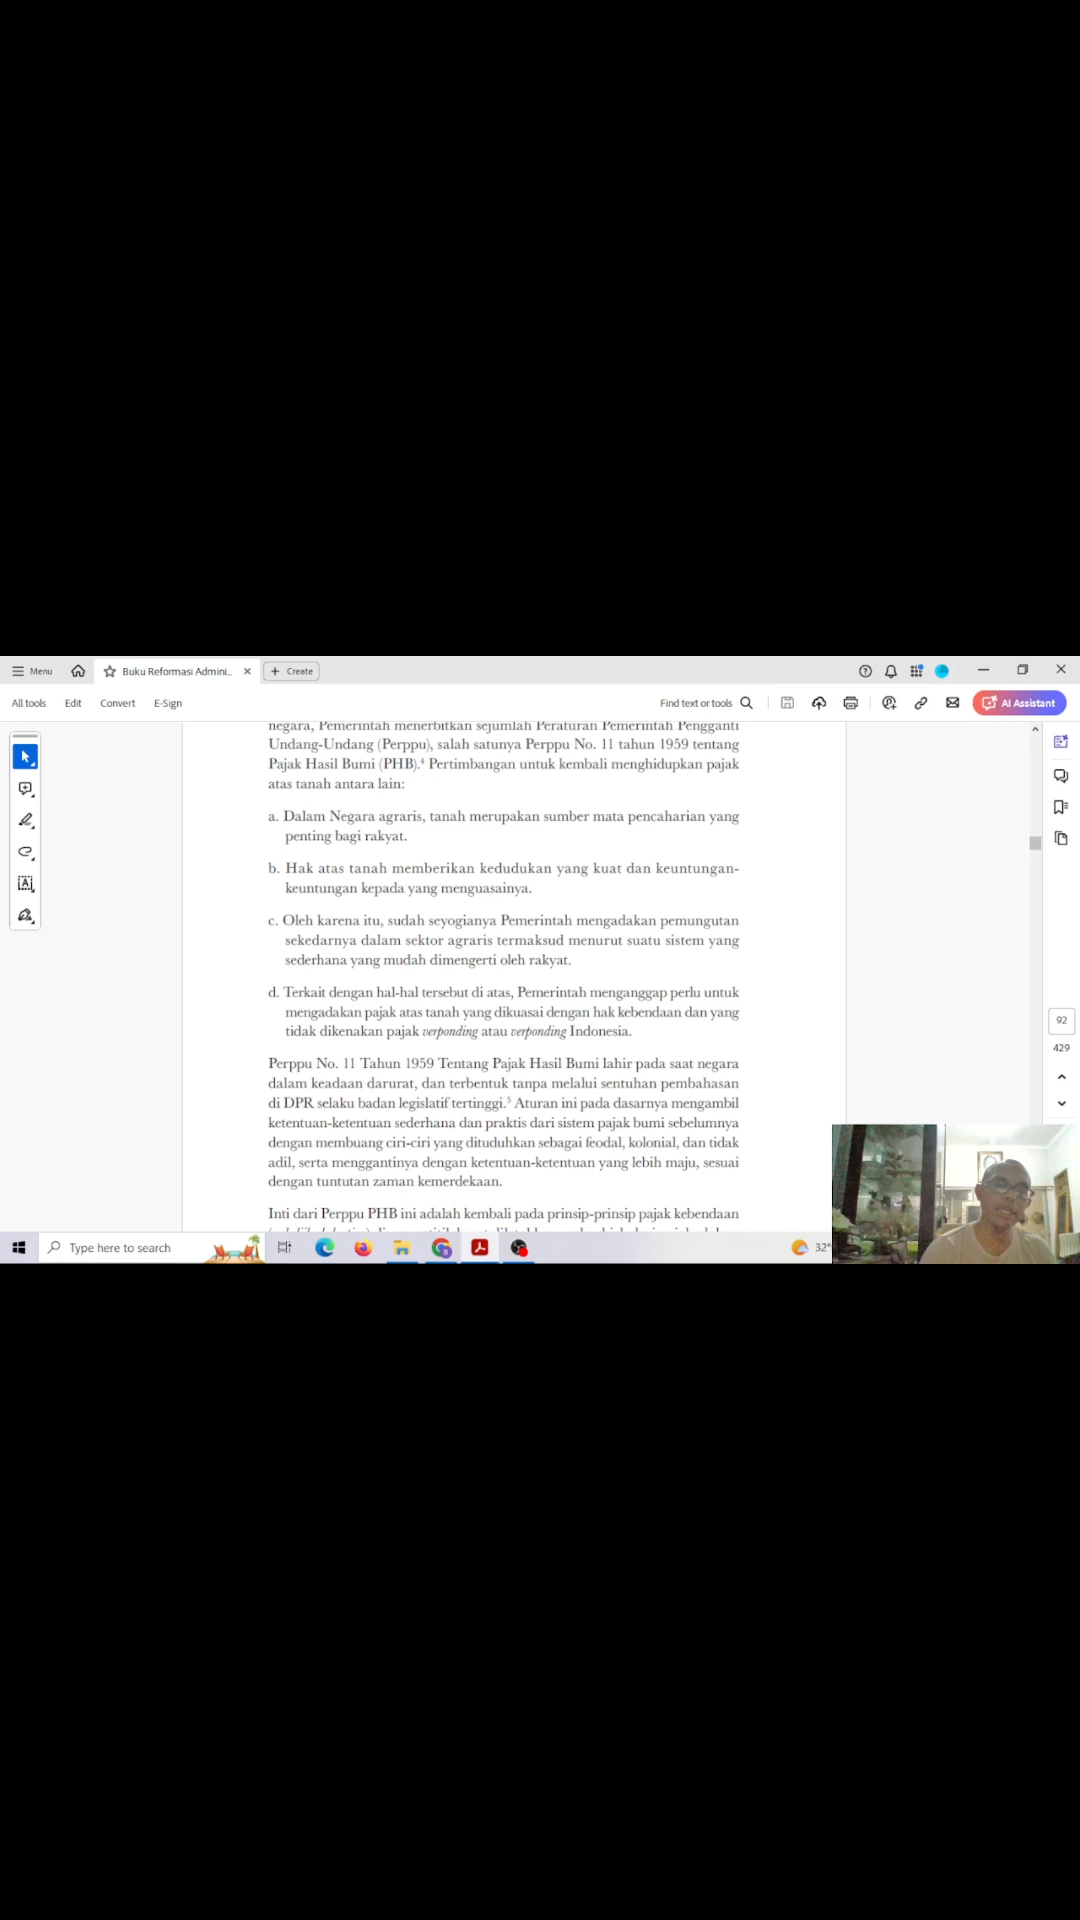 Menu
Buku Reformasi Admini...
Create
All tools
Edit
Convert
E-Sign
Find text or tools
AI Assistant
negara, Pemerintah menerbitkan sejumlah Peraturan Pemerintah Pengganti
Undang-Undang (Perppu), salah satunya Perppu No. 11 tahun 1959 tentang
Pajak Hasil Bumi (PHB).⁴ Pertimbangan untuk kembali menghidupkan pajak
atas tanah antara lain:
a. Dalam Negara agraris, tanah merupakan sumber mata pencaharian yang
penting bagi rakyat.
b. Hak atas tanah memberikan kedudukan yang kuat dan keuntungan-
keuntungan kepada yang menguasainya.
c. Oleh karena itu, sudah seyogianya Pemerintah mengadakan pemungutan
sekedarnya dalam sektor agraris termaksud menurut suatu sistem yang
sederhana yang mudah dimengerti oleh rakyat.
d. Terkait dengan hal-hal tersebut di atas, Pemerintah menganggap perlu untuk
mengadakan pajak atas tanah yang dikuasai dengan hak kebendaan dan yang
tidak dikenakan pajak verponding atau verponding Indonesia.
Perppu No. 11 Tahun 1959 Tentang Pajak Hasil Bumi lahir pada saat negara
dalam keadaan darurat, dan terbentuk tanpa melalui sentuhan pembahasan
di DPR selaku badan legislatif tertinggi.⁵ Aturan ini pada dasarnya mengambil
ketentuan-ketentuan sederhana dan praktis dari sistem pajak bumi sebelumnya
dengan membuang ciri-ciri yang dituduhkan sebagai feodal, kolonial, dan tidak
adil, serta menggantinya dengan ketentuan-ketentuan yang lebih maju, sesuai
dengan tuntutan zaman kemerdekaan.
Inti dari Perppu PHB ini adalah kembali pada prinsip-prinsip pajak kebendaan
92
429
Type here to search
32°